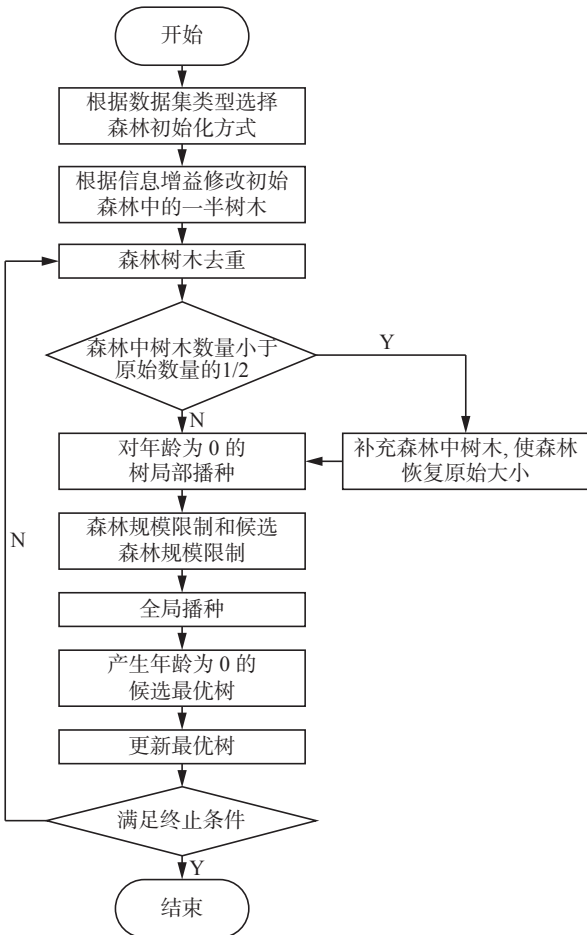 开始
根据数据集类型选择
森林初始化方式
根据信息增益修改初始
森林中的一半树木
森林树木去重
森林中树木数量小于
原始数量的1/2
Y
N
对年龄为 0 的
树局部播种
补充森林中树木, 使森林
恢复原始大小
森林规模限制和候选
森林规模限制
N
全局播种
产生年龄为 0 的
候选最优树
更新最优树
满足终止条件
Y
结束